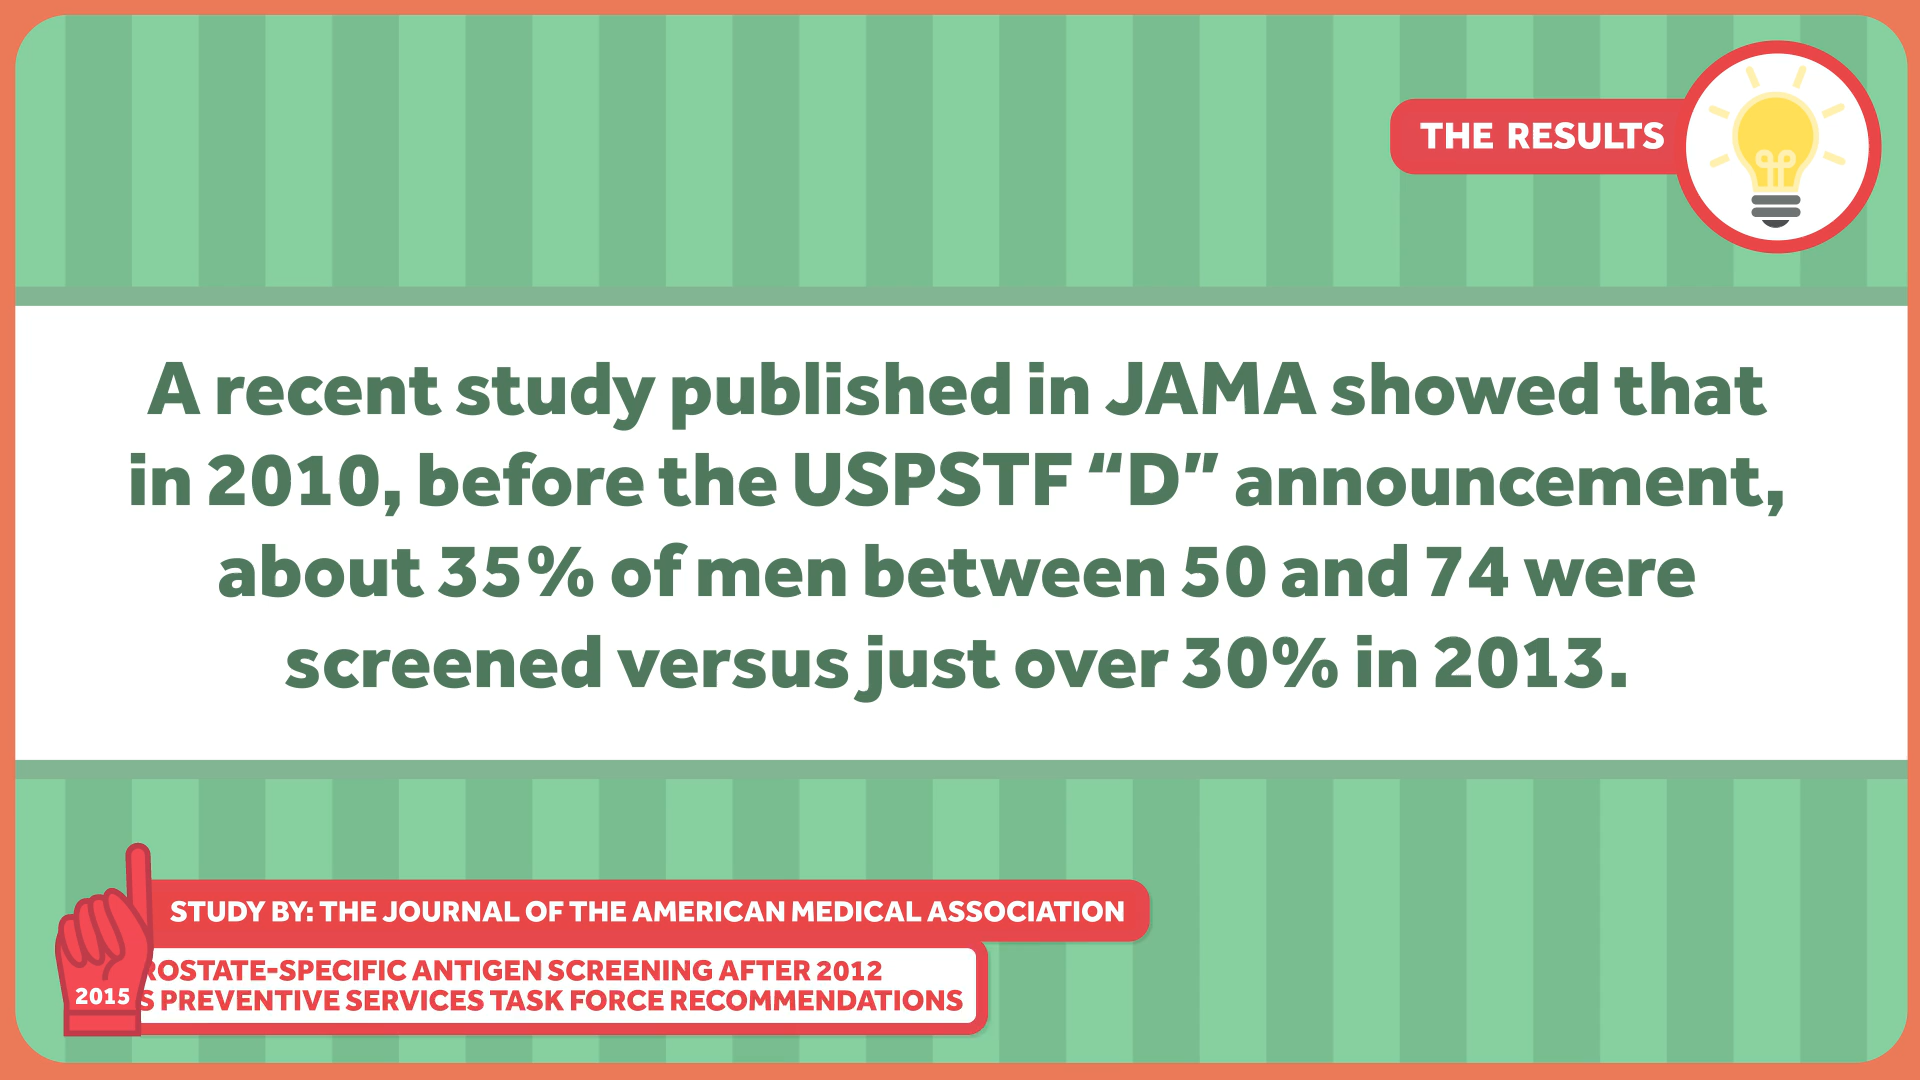 THE RESULTS
A recent study published in JAMA showed that
in 2010, before the USPSTF “D” announcement,
about 35% of men between 50 and 74 were
screened versus just over 30% in 2013.
STUDY BY: THE JOURNAL OF THE AMERICAN MEDICAL ASSOCIATION
ROSTATE-SPECIFIC ANTIGEN SCREENING AFTER 2012
2015
S PREVENTIVE SERVICES TASK FORCE RECOMMENDATIONS